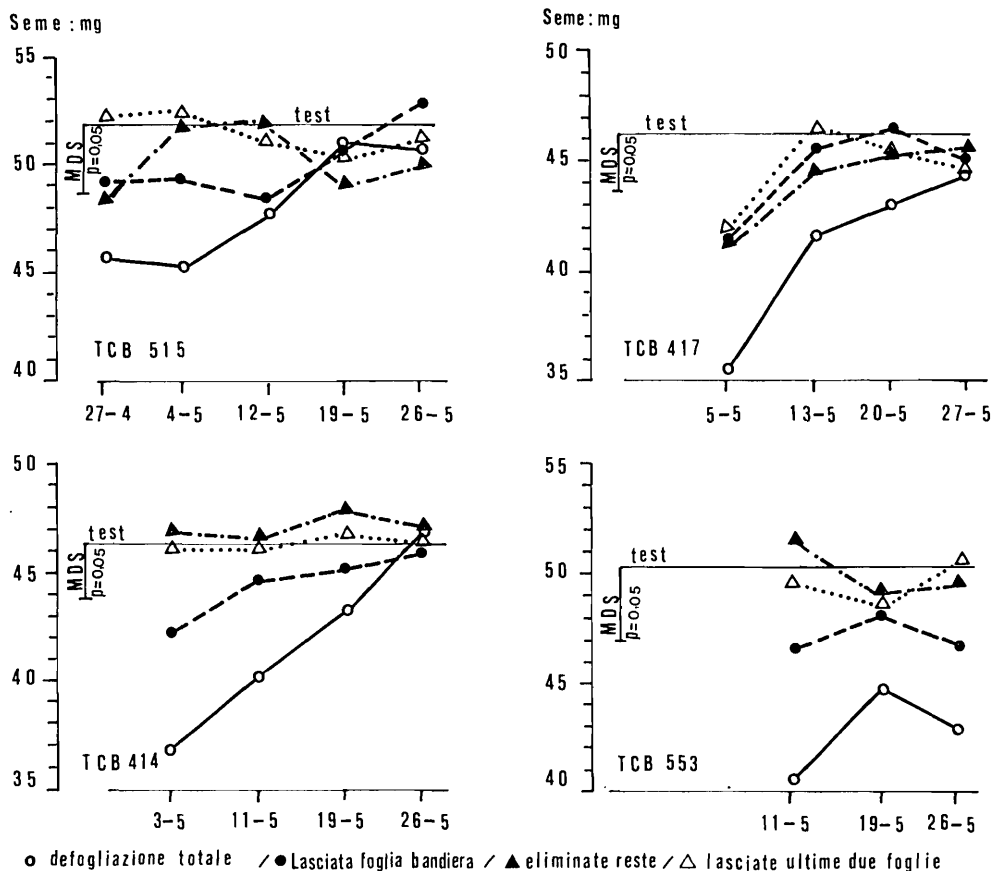 Seme : mg
55
50
45
40
test
MDS
p=0.05
TCB 515
27-4 4-5 12-5 19-5 26-5
Seme : mg
50
45
40
35
test
MDS
p=0.05
TCB 417
5-5 13-5 20-5 27-5
50
45
40
35
test
MDS
p=0.05
TCB 414
3-5 11-5 19-5 26-5
55
50
45
40
test
MDS
p=0.05
TCB 553
11-5 19-5 26-5
o defogliazione totale / ● Lasciata foglia bandiera / ▲ eliminate reste / △ lasciate ultime due foglie